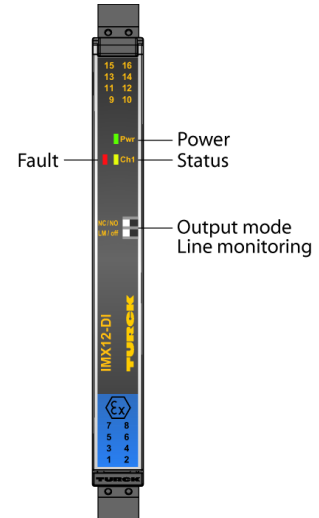 15 16
13 14
11 12
9 10
Pwr
Power
Fault
Ch1
Status
NC/NO
Output mode
LM/off
Line monitoring
IMX12-DI
TURCK
Ex
7 8
5 6
3 4
1 2
TURCK